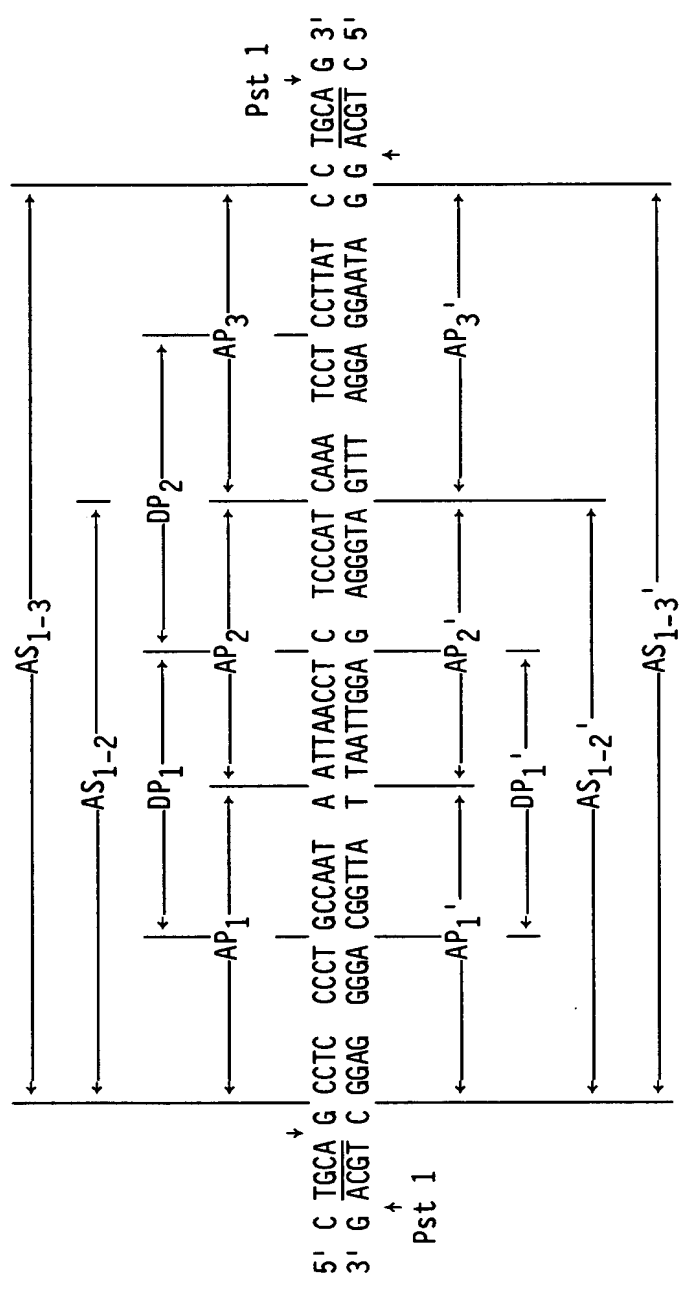 AS1-3
AS1-2
DP1 DP2
AP1 AP2 AP3
Pst 1
5' C TGCA G CCTC CCCT GCCAAT A ATTAACCT C TCCCAT CAAA TCCT CCTTAT C C TGCA G 3'
3' G ACGT C GGAG GGGA CGGTTA T TAATTGGA G AGGGTA GTTT AGGA GGAATA G G ACGT C 5'
Pst 1
AP1' AP2' AP3'
DP1'
AS1-2'
AS1-3'